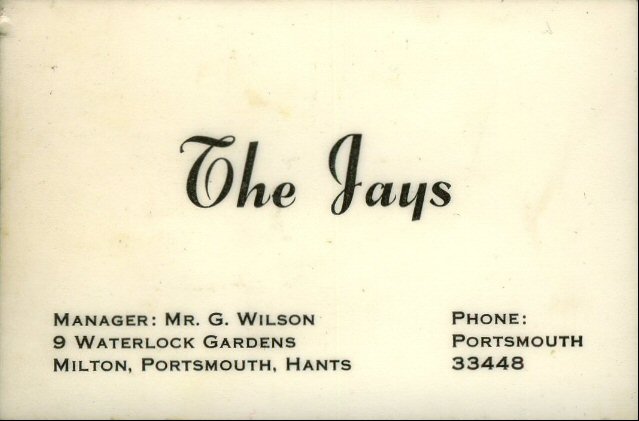 The Jays
MANAGER: MR. G. WILSON
9 WATERLOCK GARDENS
MILTON, PORTSMOUTH, HANTS
PHONE:
PORTSMOUTH
33448